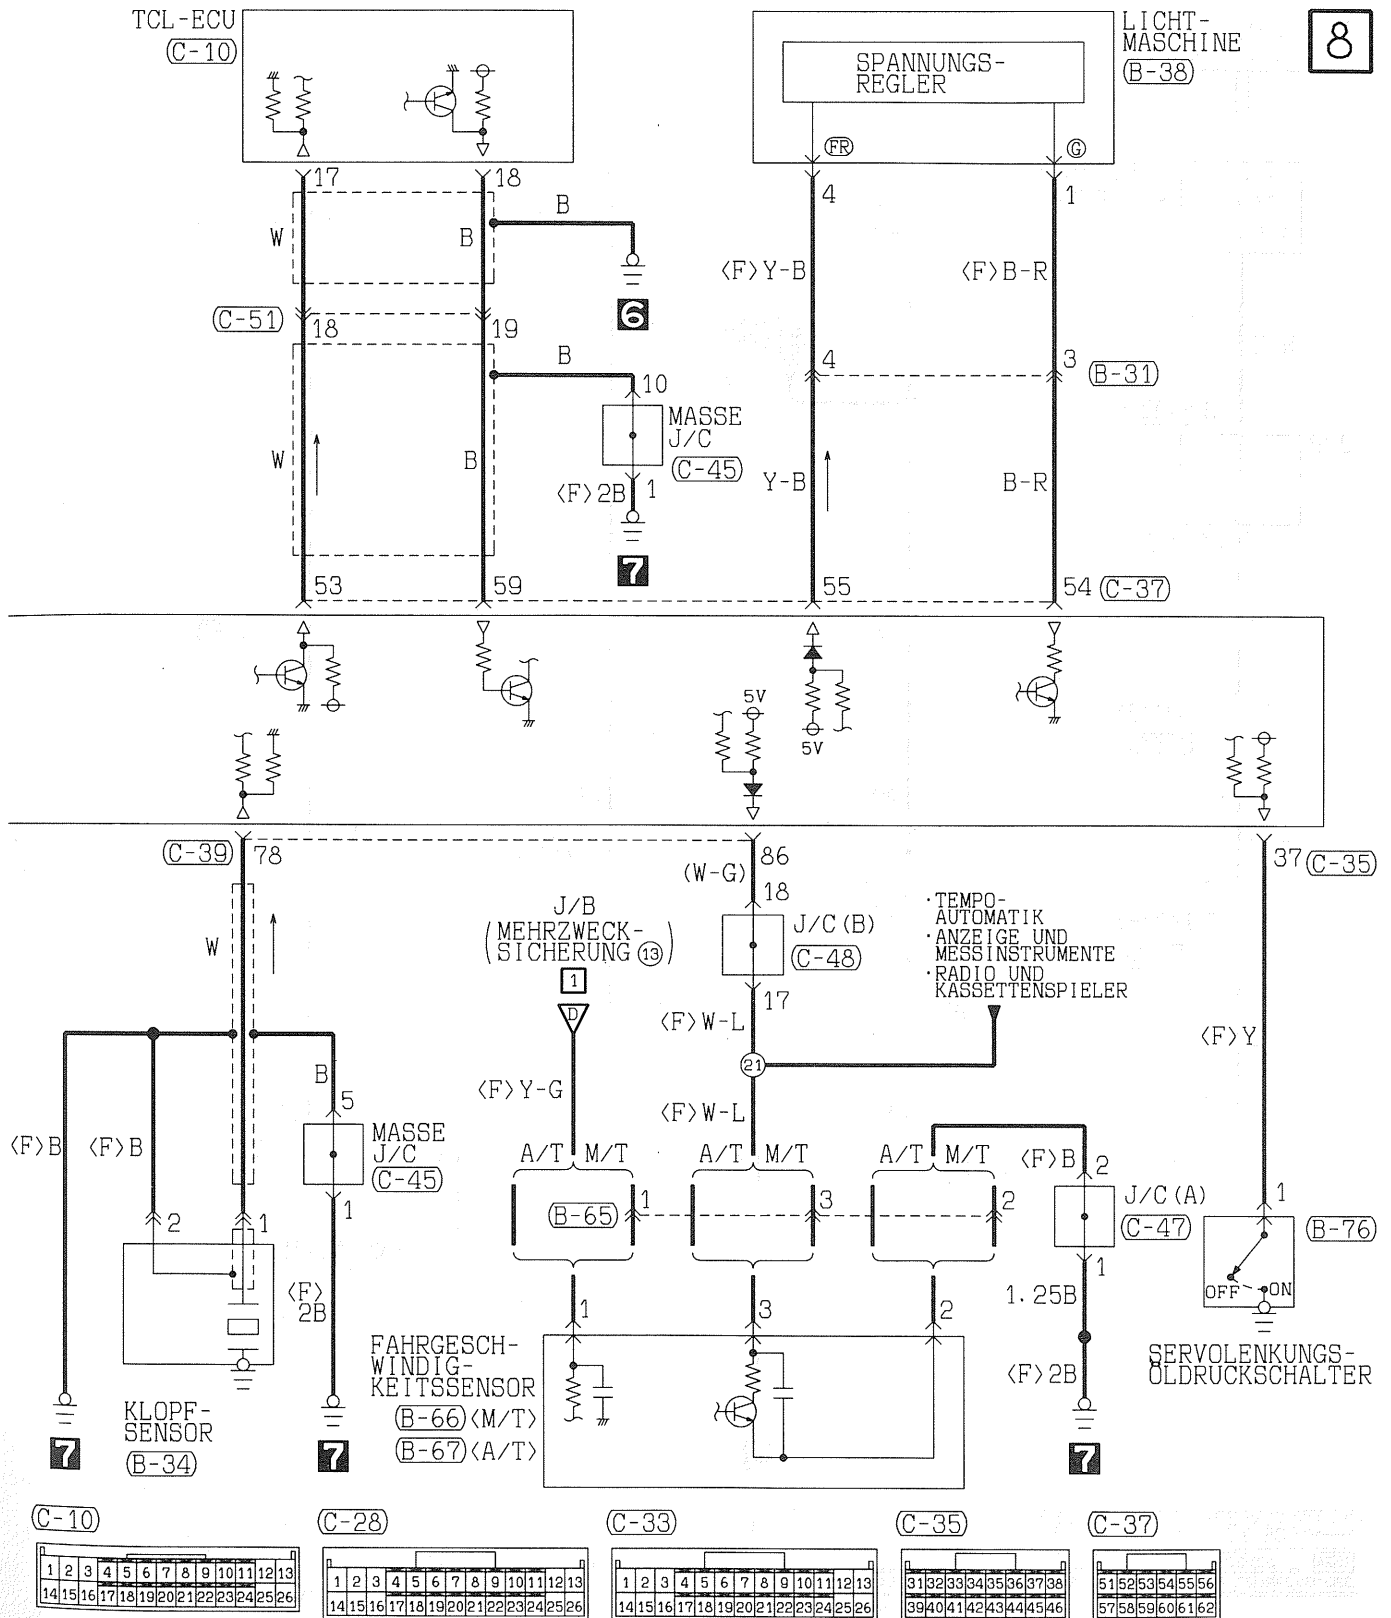 TCL-ECU
(C-10)
LICHT-
MASCHINE
(B-38)
8
SPANNUNGS-
REGLER
FR
G
17
18
4
1
B
W
B
<F>Y-B
<F>B-R
6
(C-51)
18
19
B
4
3
(B-31)
10
MASSE
J/C
(C-45)
W
B
<F>2B
1
Y-B
B-R
7
53
59
55
54
(C-37)
5V
5V
(C-39)
78
86
37
(C-35)
(W-G)
18
J/B
(MEHRZWECK-
SICHERUNG ⑬)
1
D
J/C(B)
(C-48)
17
·TEMPO-
AUTOMATIK
·ANZEIGE UND
MESSINSTRUMENTE
·RADIO UND
KASSETTENSPIELER
W
<F>W-L
21
<F>Y
<F>Y-G
<F>W-L
B
5
MASSE
J/C
(C-45)
1
<F>B
<F>B
A/T M/T
A/T M/T
A/T M/T
<F>B
2
J/C(A)
(C-47)
1
1
(B-76)
(B-65)
1
3
2
2
1
<F>
2B
1
3
2
1.25B
<F>2B
OFF
ON
FAHRGESCH-
WINDIG-
KEITSSENSOR
(B-66)<M/T>
(B-67)<A/T>
SERVOLENKUNGS-
ÖLDRUCKSCHALTER
KLOPF-
SENSOR
(B-34)
7
7
7
(C-10)
(C-28)
(C-33)
(C-35)
(C-37)
1 2 3 4 5 6 7 8 9 10 11 12 13
14 15 16 17 18 19 20 21 22 23 24 25 26
1 2 3 4 5 6 7 8 9 10 11 12 13
14 15 16 17 18 19 20 21 22 23 24 25 26
1 2 3 4 5 6 7 8 9 10 11 12 13
14 15 16 17 18 19 20 21 22 23 24 25 26
31 32 33 34 35 36 37 38
39 40 41 42 43 44 45 46
51 52 53 54 55 56
57 58 59 60 61 62